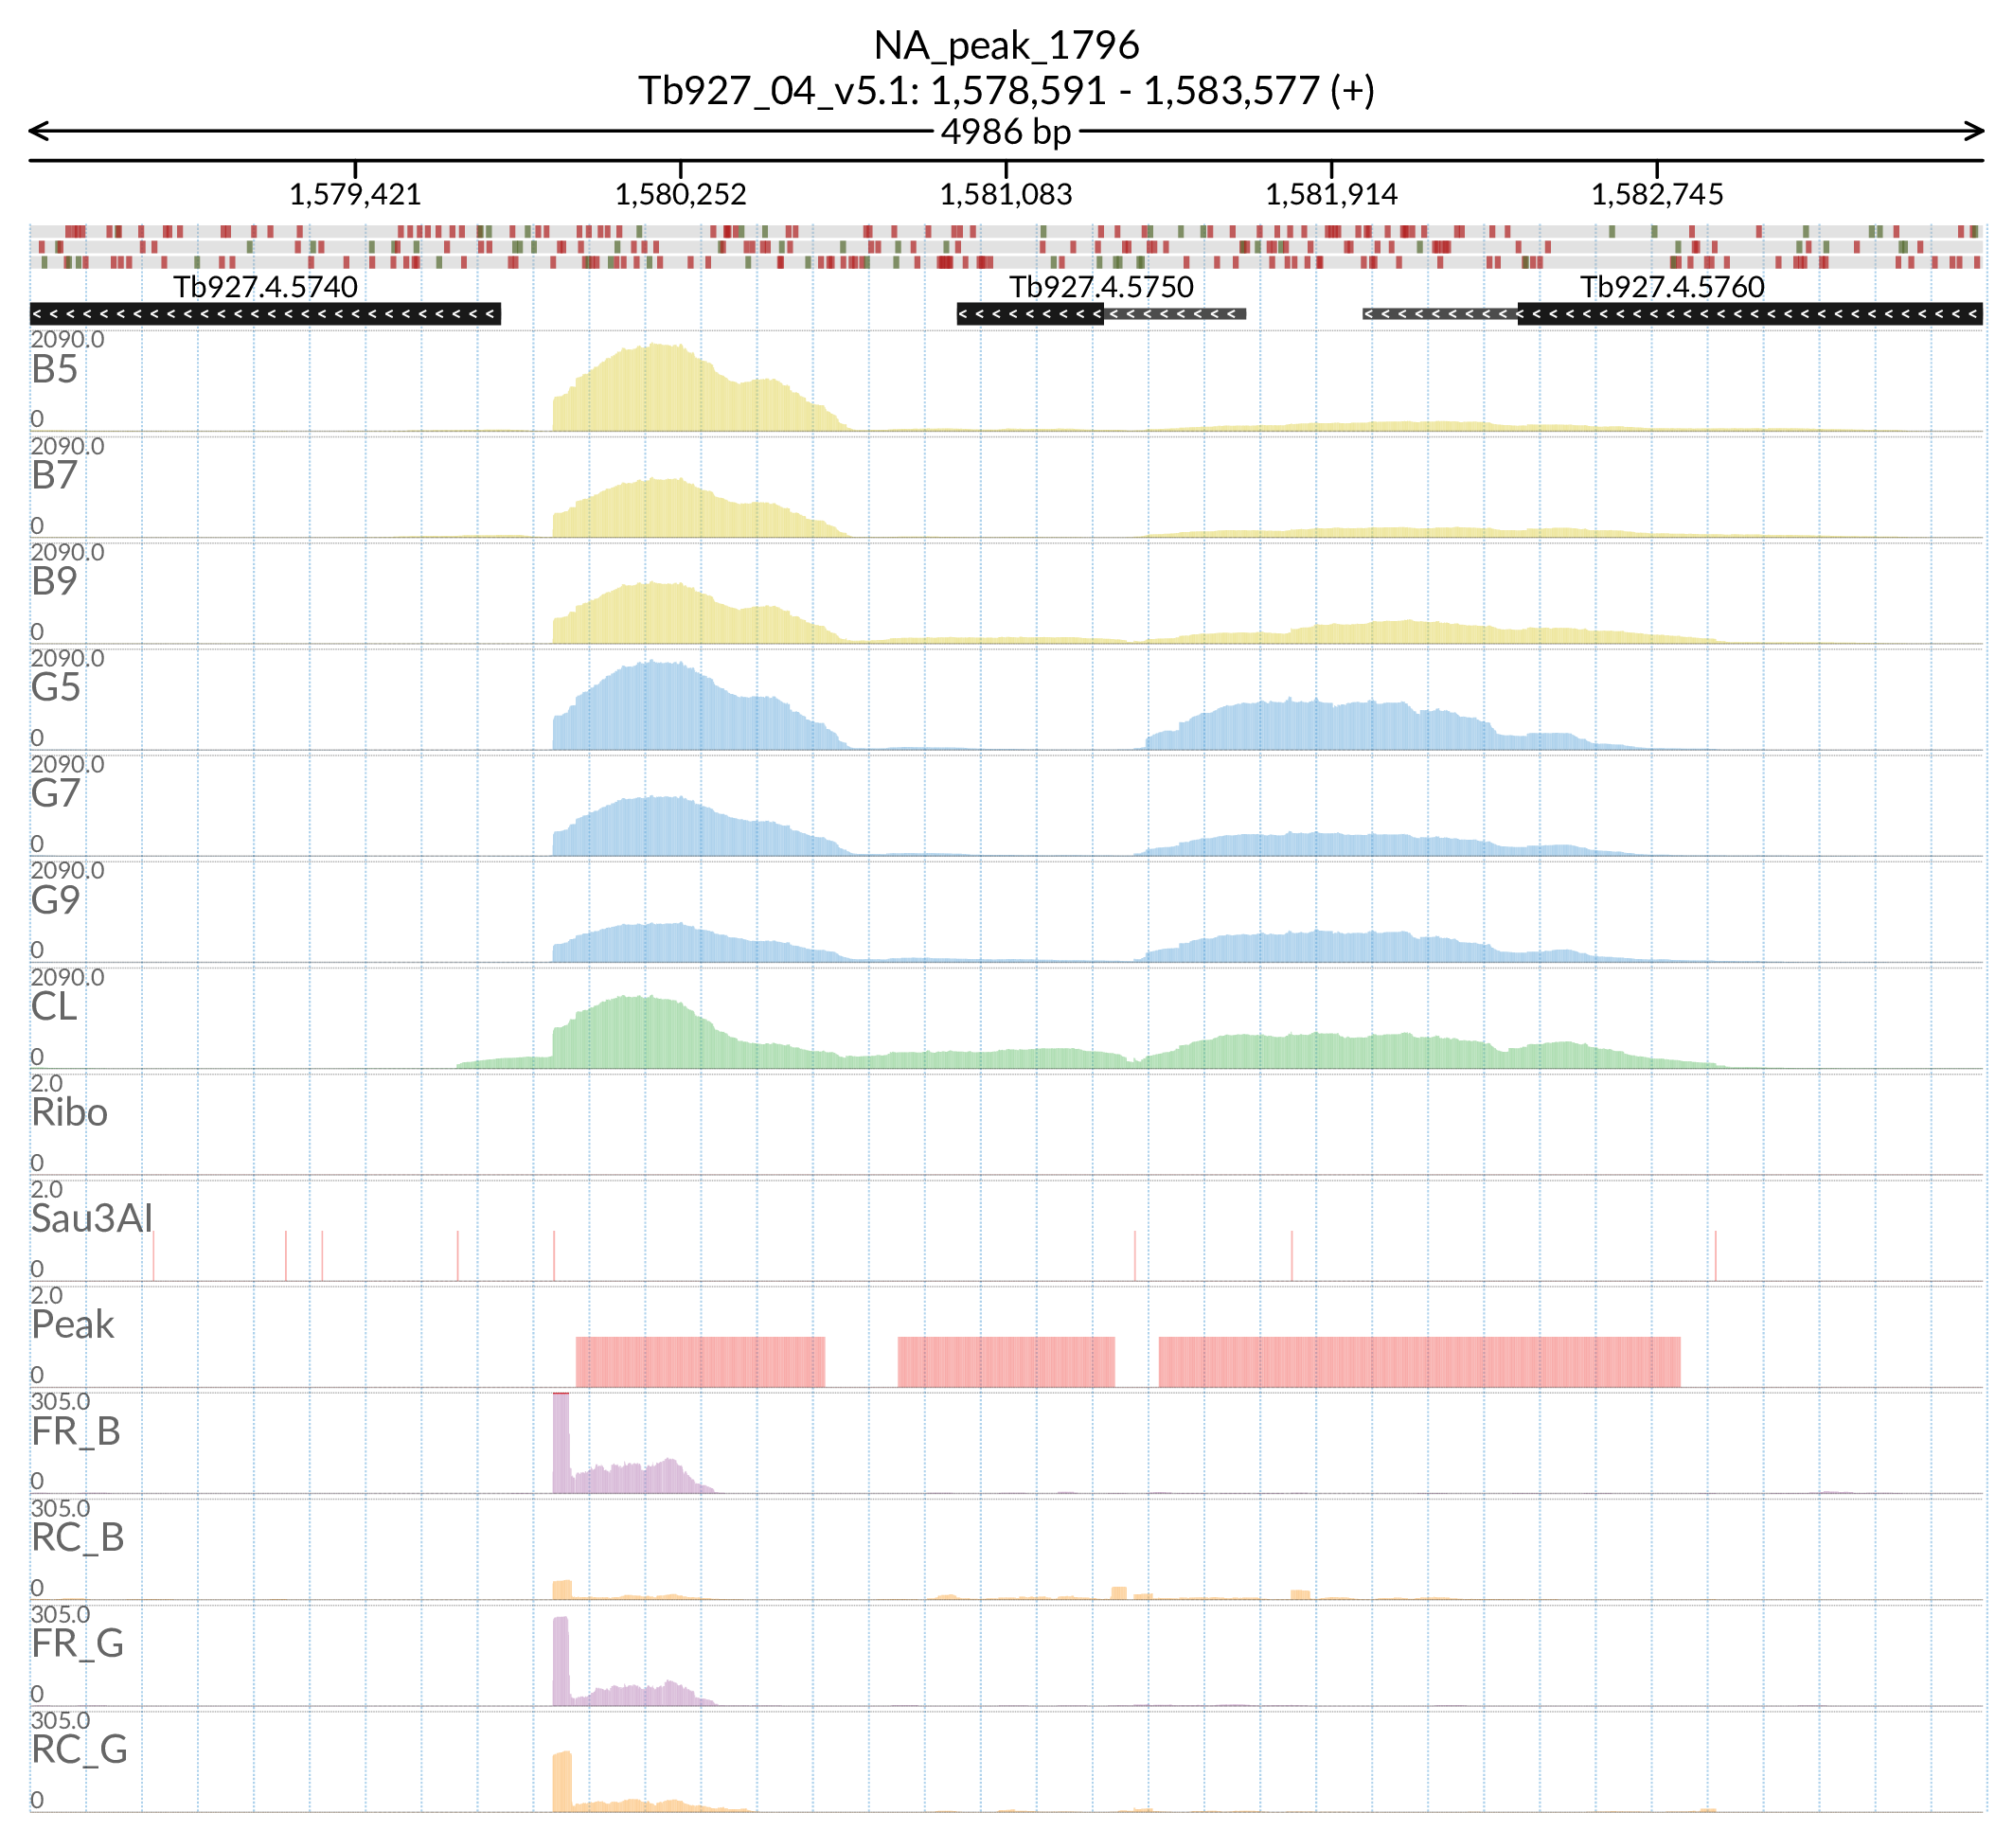 NA_peak_1796
Tb927_04_v5.1: 1,578,591 - 1,583,577 (+)
4986 bp
1,579,421 1,580,252 1,581,083 1,581,914 1,582,745
Tb927.4.5740 Tb927.4.5750 Tb927.4.5760
2090.0
B5
0
2090.0
B7
0
2090.0
B9
0
2090.0
G5
0
2090.0
G7
0
2090.0
G9
0
2090.0
CL
0
2.0
Ribo
0
2.0
Sau3AI
0
2.0
Peak
0
305.0
FR_B
0
305.0
RC_B
0
305.0
FR_G
0
305.0
RC_G
0